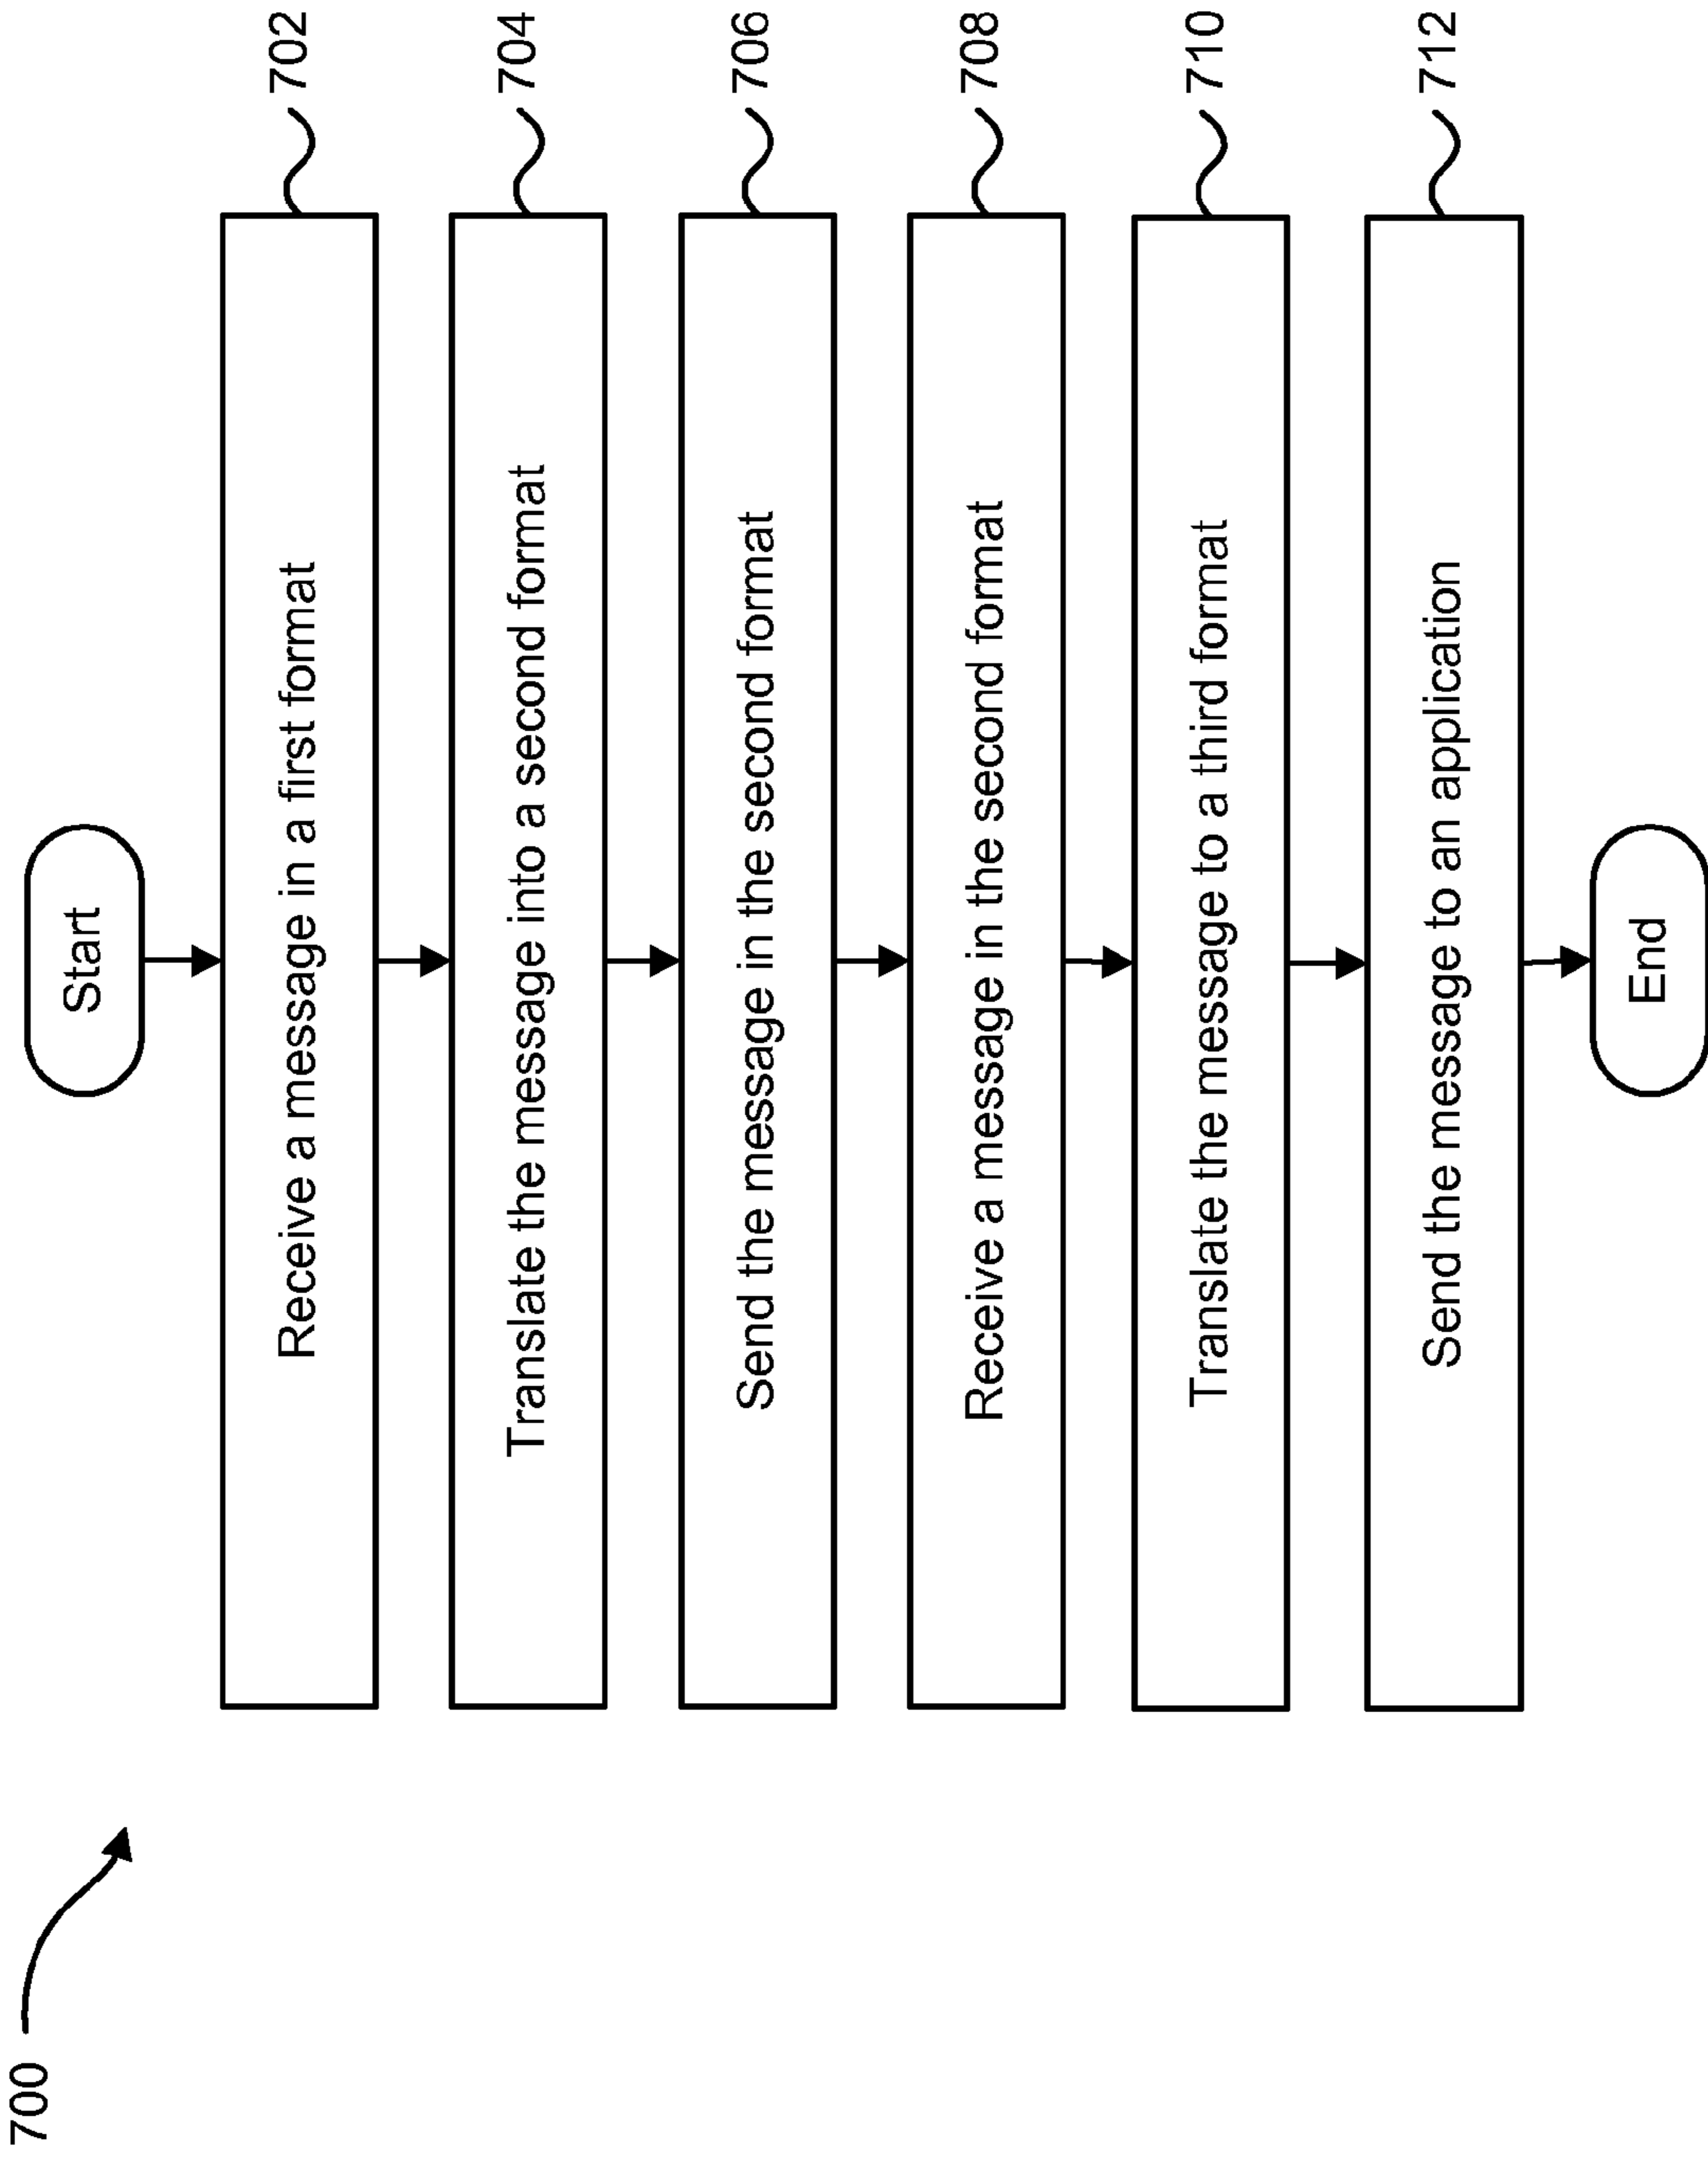 700
Start
Receive a message in a first format
702
Translate the message into a second format
704
Send the message in the second format
706
Receive a message in the second format
708
Translate the message to a third format
710
Send the message to an application
712
End